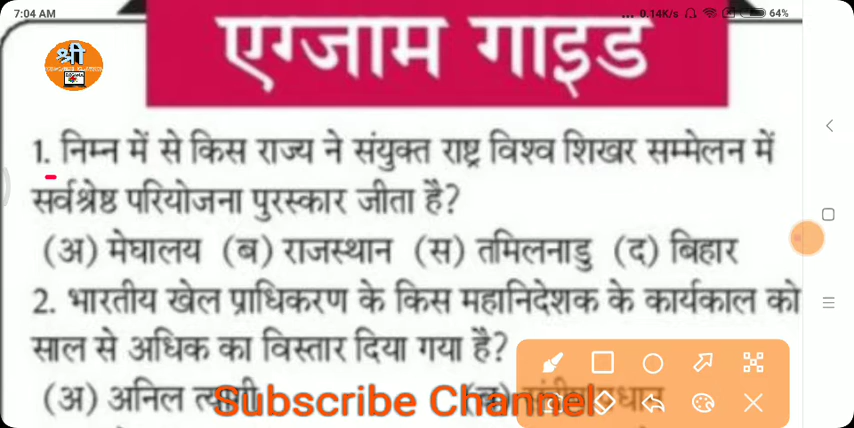 7:04 AM
... 0.14K/s 64%
श्री
एग्जाम गाइड
1. निम्न में से किस राज्य ने संयुक्त राष्ट्र विश्व शिखर सम्मेलन में
सर्वश्रेष्ठ परियोजना पुरस्कार जीता है?
(अ) मेघालय (ब) राजस्थान (स) तमिलनाडु (द) बिहार
2. भारतीय खेल प्राधिकरण के किस महानिदेशक के कार्यकाल को
साल से अधिक का विस्तार दिया गया है?
(अ) अनिल त्यागी (ब) प्रधान
Subscribe Channel